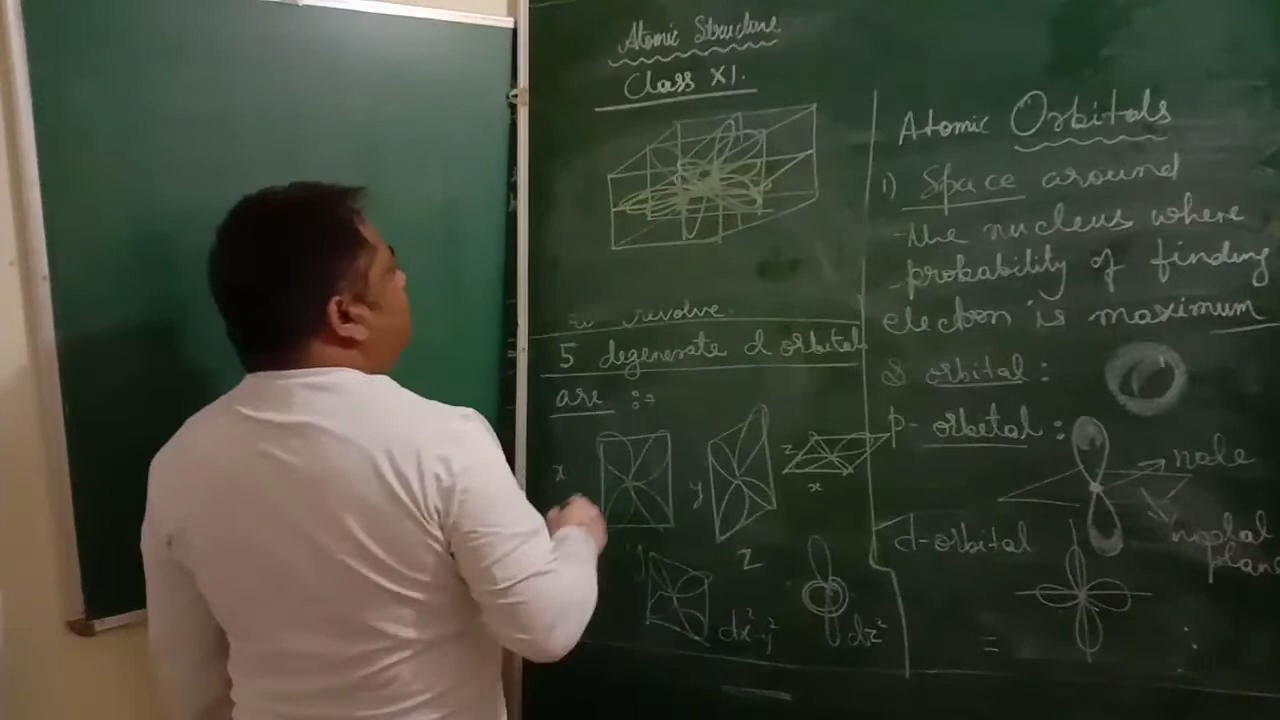 Atomic Structure
Class XI.
revolve.
5 degenerate d orbital
are :→
x
y
z
x
y
Z
dx²-y²
dz²
Atomic Orbitals
1) Space around
the nucleus where
probability of finding
electron is maximum
S orbital :
p- orbital :
node
nodal
plane
d-orbital
=